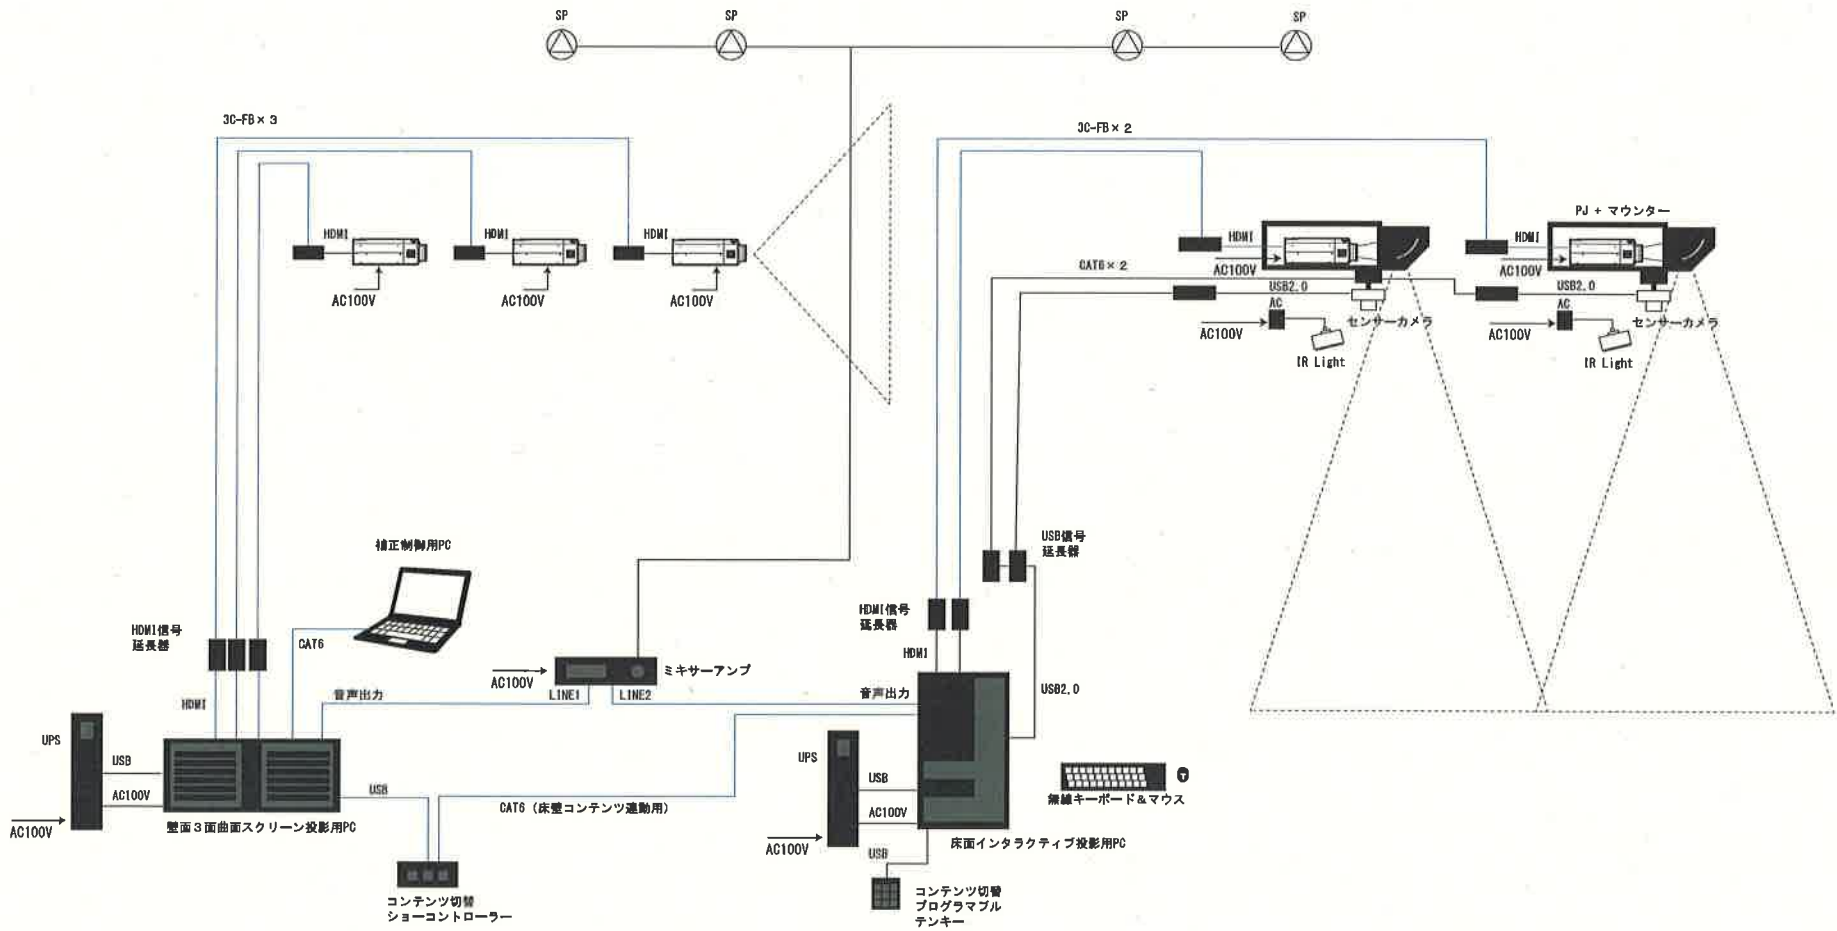 SP
SP
SP
SP
3C-FB×3
3C-FB×2
PJ + マウンター
HDMI
HDMI
HDMI
HDMI
HDMI
AC100V
AC100V
AC100V
AC100V
AC100V
CAT6×2
USB2.0
USB2.0
AC
AC
AC100V
AC100V
センサーカメラ
センサーカメラ
IR Light
IR Light
補正制御用PC
USB信号
延長器
HDMI信号
延長器
HDMI信号
延長器
CAT6
HDMI
ミキサーアンプ
AC100V
LINE1
LINE2
音声出力
音声出力
HDMI
USB2.0
UPS
USB
AC100V
AC100V
壁面3面曲面スクリーン投影用PC
USB
CAT6 (床壁コンテンツ連動用)
UPS
USB
AC100V
AC100V
床面インタラクティブ投影用PC
無線キーボード&マウス
USB
コンテンツ切替
ショーコントローラー
コンテンツ切替
プログラマブル
テンキー